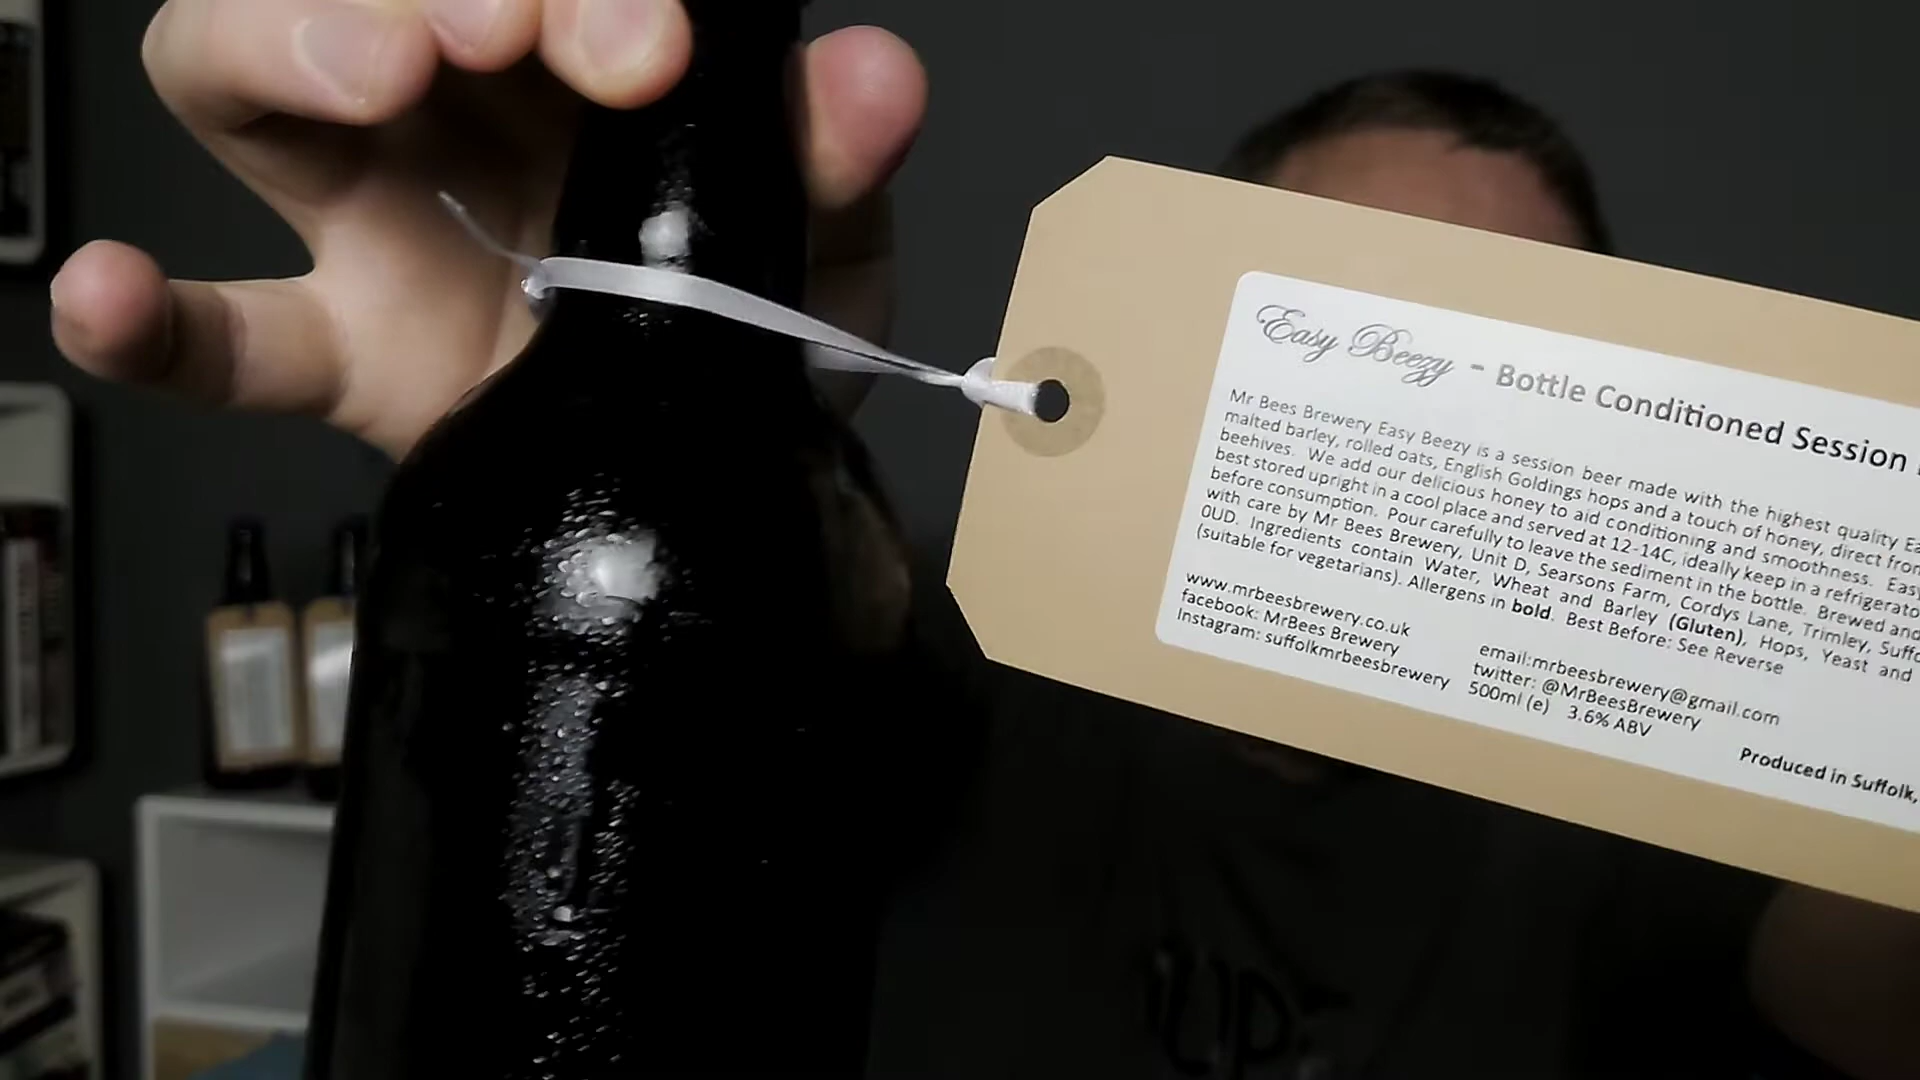 Easy Beezy - Bottle Conditioned Session
Mr Bees Brewery Easy Beezy is a session beer made with the highest quality Ea
malted barley, rolled oats, English Goldings hops and a touch of honey, direct from
beehives. We add our delicious honey to aid conditioning and smoothness. Easy
best stored upright in a cool place and served at 12-14C, ideally keep in a refrigerato
before consumption. Pour carefully to leave the sediment in the bottle. Brewed and
with care by Mr Bees Brewery, Unit D, Searsons Farm, Cordys Lane, Trimley, Suffo
0UD. Ingredients contain Water, Wheat and Barley (Gluten), Hops, Yeast and
(suitable for vegetarians). Allergens in bold. Best Before: See Reverse
www.mrbeesbrewery.co.uk
facebook: MrBees Brewery
Instagram: suffolkmrbeesbrewery
email:mrbeesbrewery@gmail.com
twitter: @MrBeesBrewery
500ml (e) 3.6% ABV
Produced in Suffolk,
UP